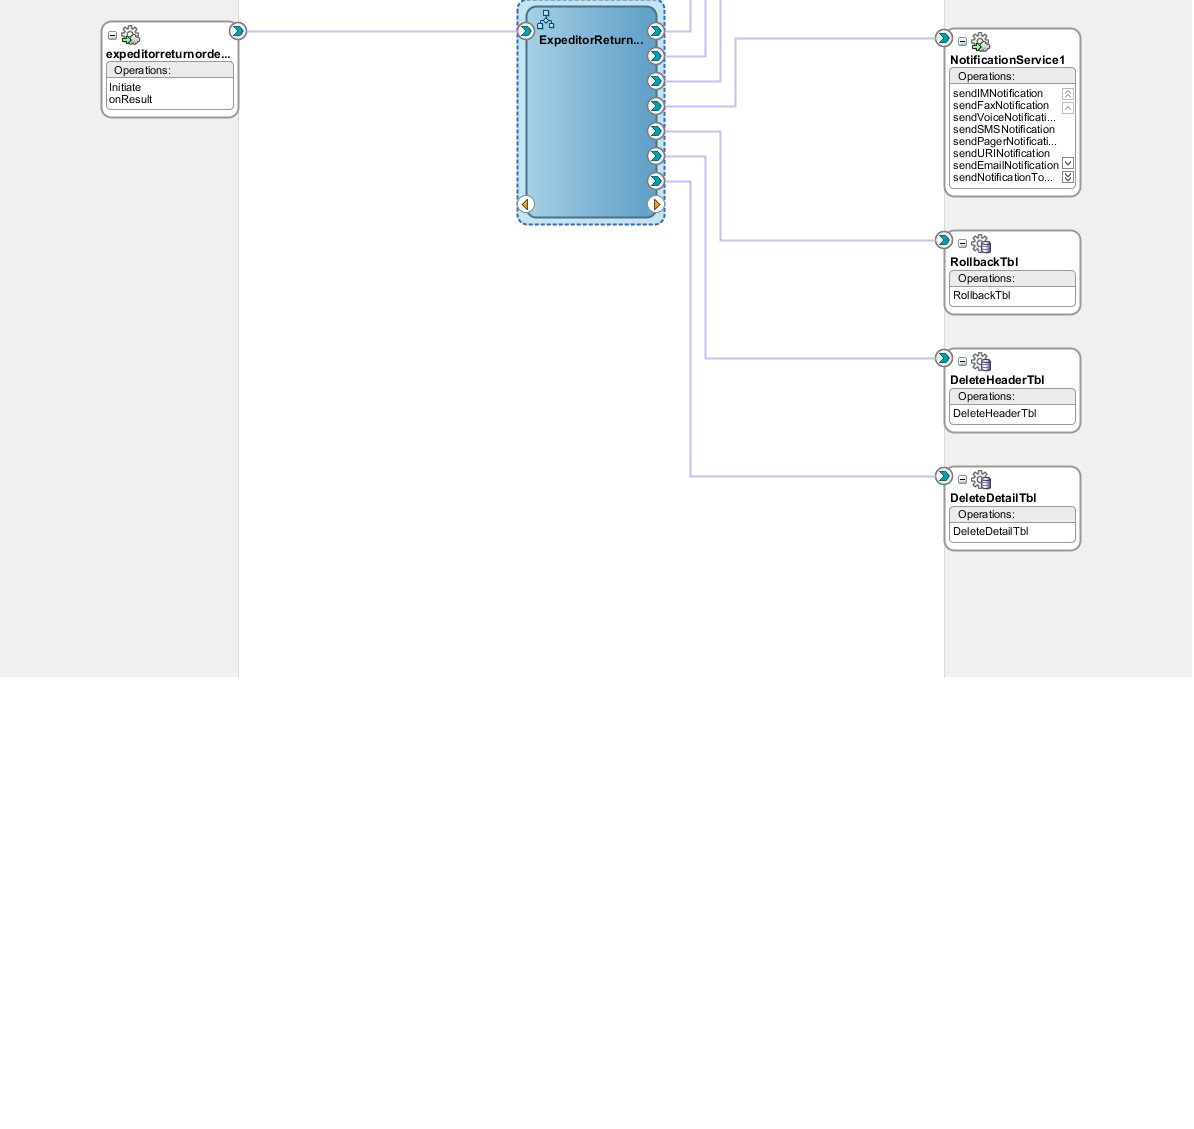 expeditorreturnorde...
Operations:
Initiate
onResult
ExpeditorReturn...
NotificationService1
Operations:
sendIMNotification
sendFaxNotification
sendVoiceNotificati...
sendSMSNotification
sendPagerNotificati...
sendURINotification
sendEmailNotification
sendNotificationTo...
RollbackTbl
Operations:
RollbackTbl
DeleteHeaderTbl
Operations:
DeleteHeaderTbl
DeleteDetailTbl
Operations:
DeleteDetailTbl